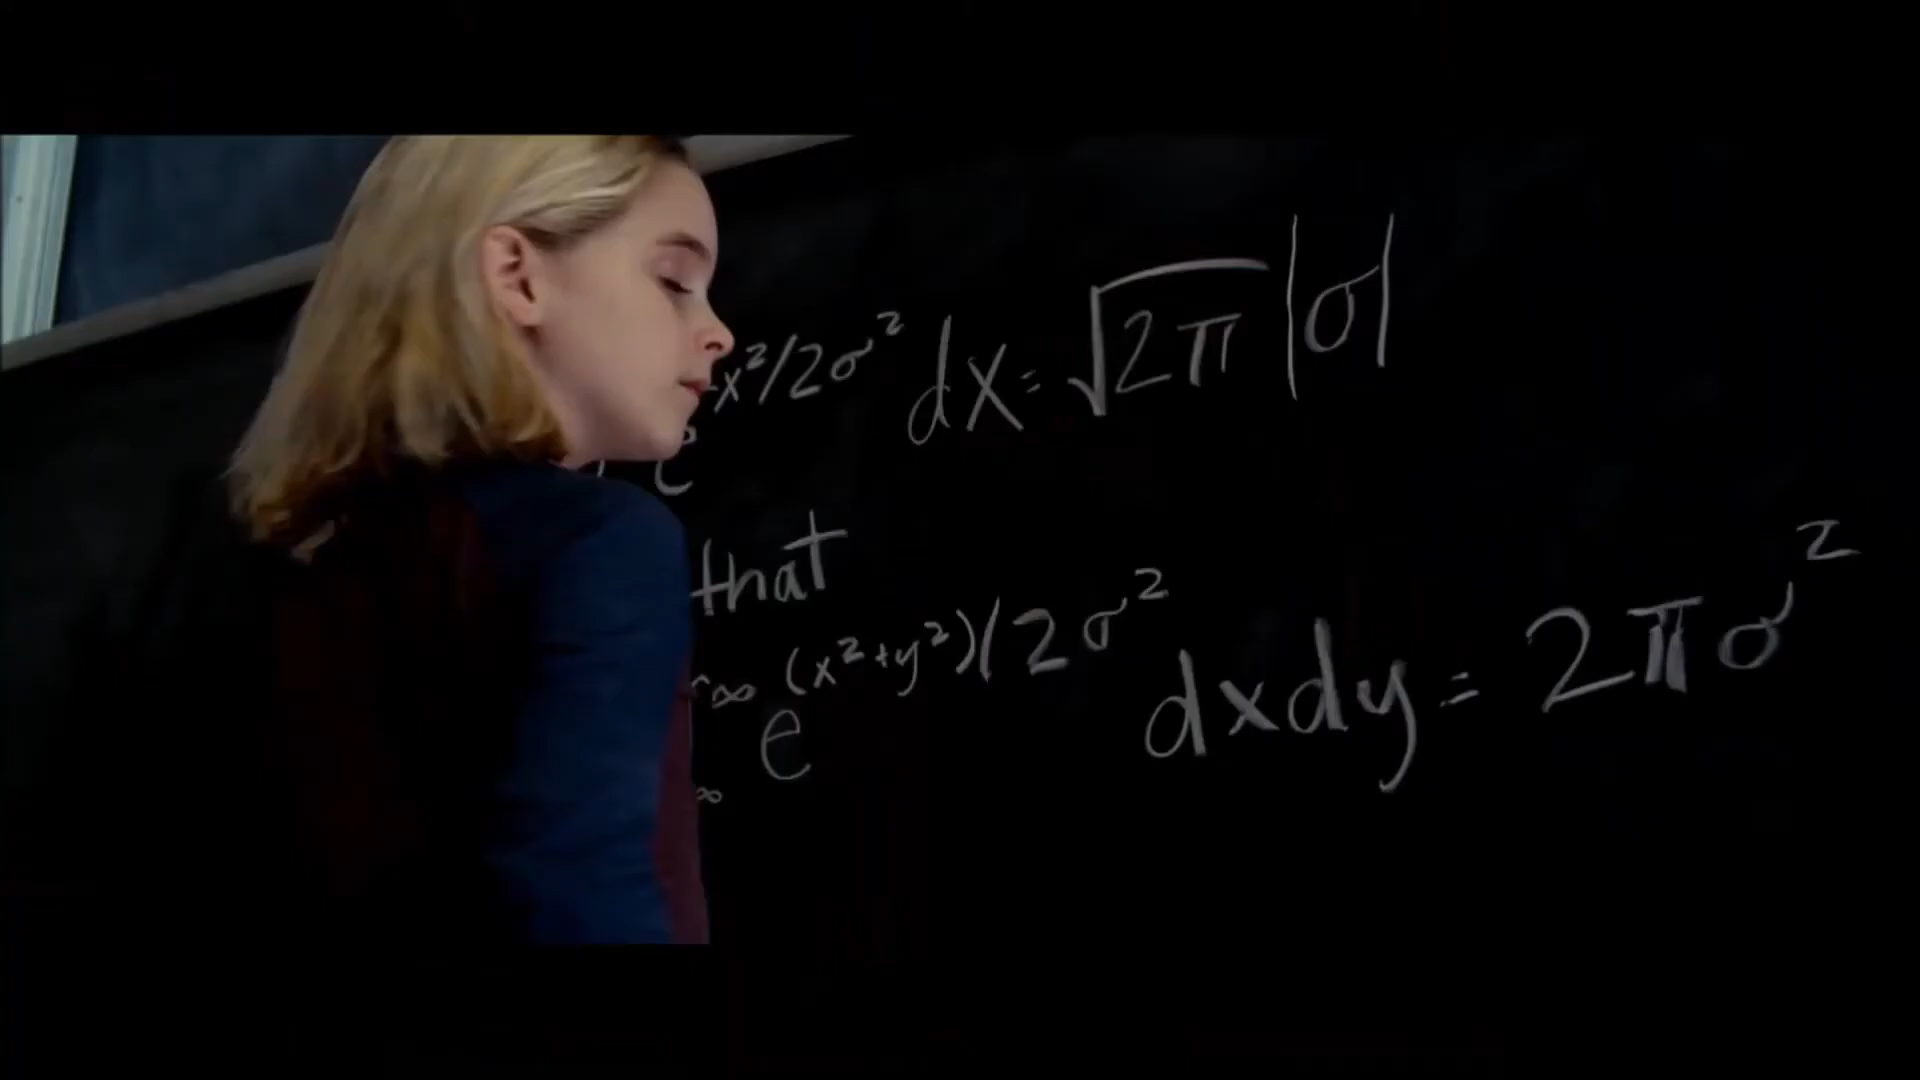 e -x²/2σ² dx = √2π |σ|
that
∞ ∞ e (x²+y²)/2σ² dxdy = 2πσ²